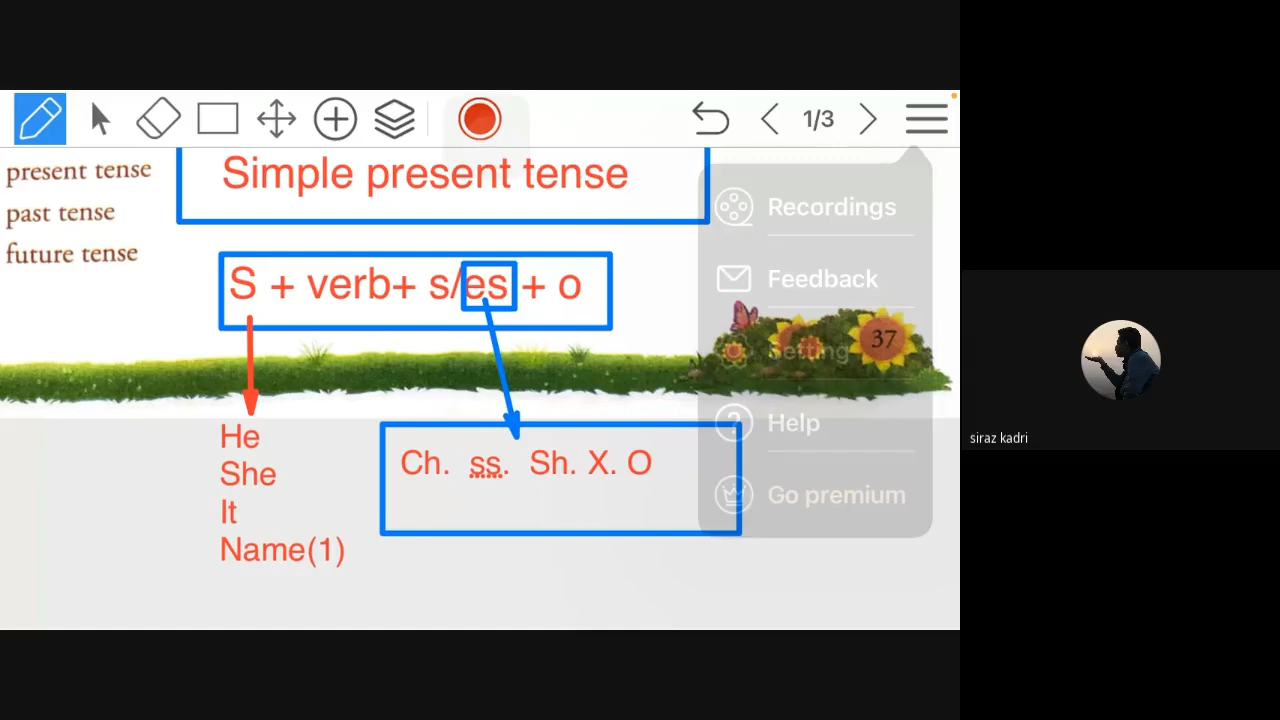 1/3
present tense
past tense
future tense
Simple present tense
S + verb+ s/es + o
Recordings
Feedback
Setting
37
Help
Go premium
He
She
It
Name(1)
Ch. ss. Sh. X. O
siraz kadri